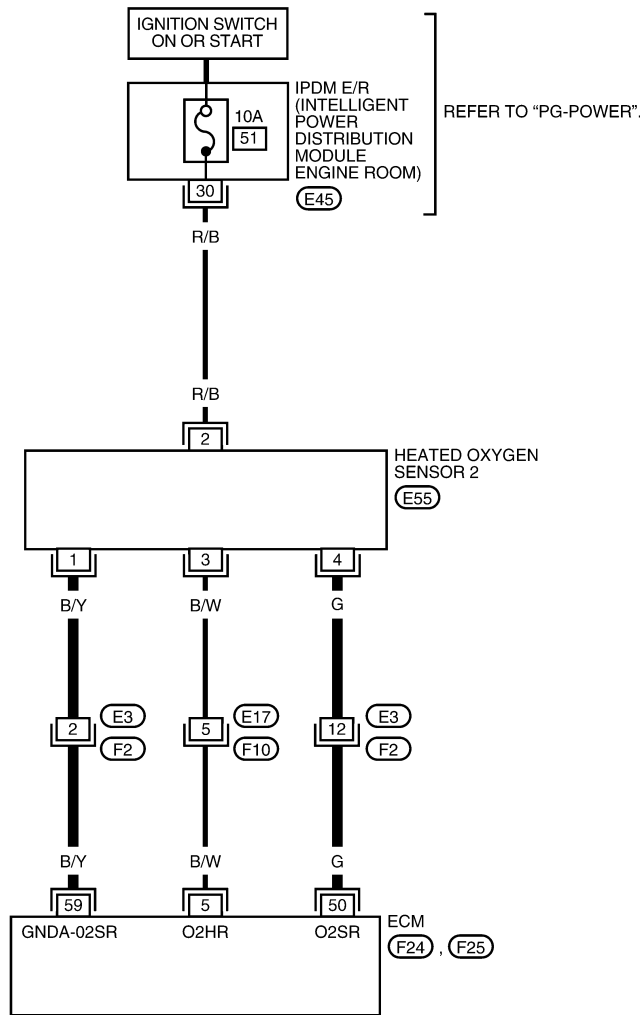 IGNITION SWITCH
ON OR START
IPDM E/R
(INTELLIGENT
POWER
DISTRIBUTION
MODULE
ENGINE ROOM)
10A
51
REFER TO “PG-POWER”.
30
E45
R/B
R/B
2
HEATED OXYGEN
SENSOR 2
E55
1 3 4
B/Y B/W G
2 E3 5 E17 12 E3
F2 F10 F2
B/Y B/W G
59 5 50
GNDA-02SR O2HR O2SR
ECM
F24 , F25